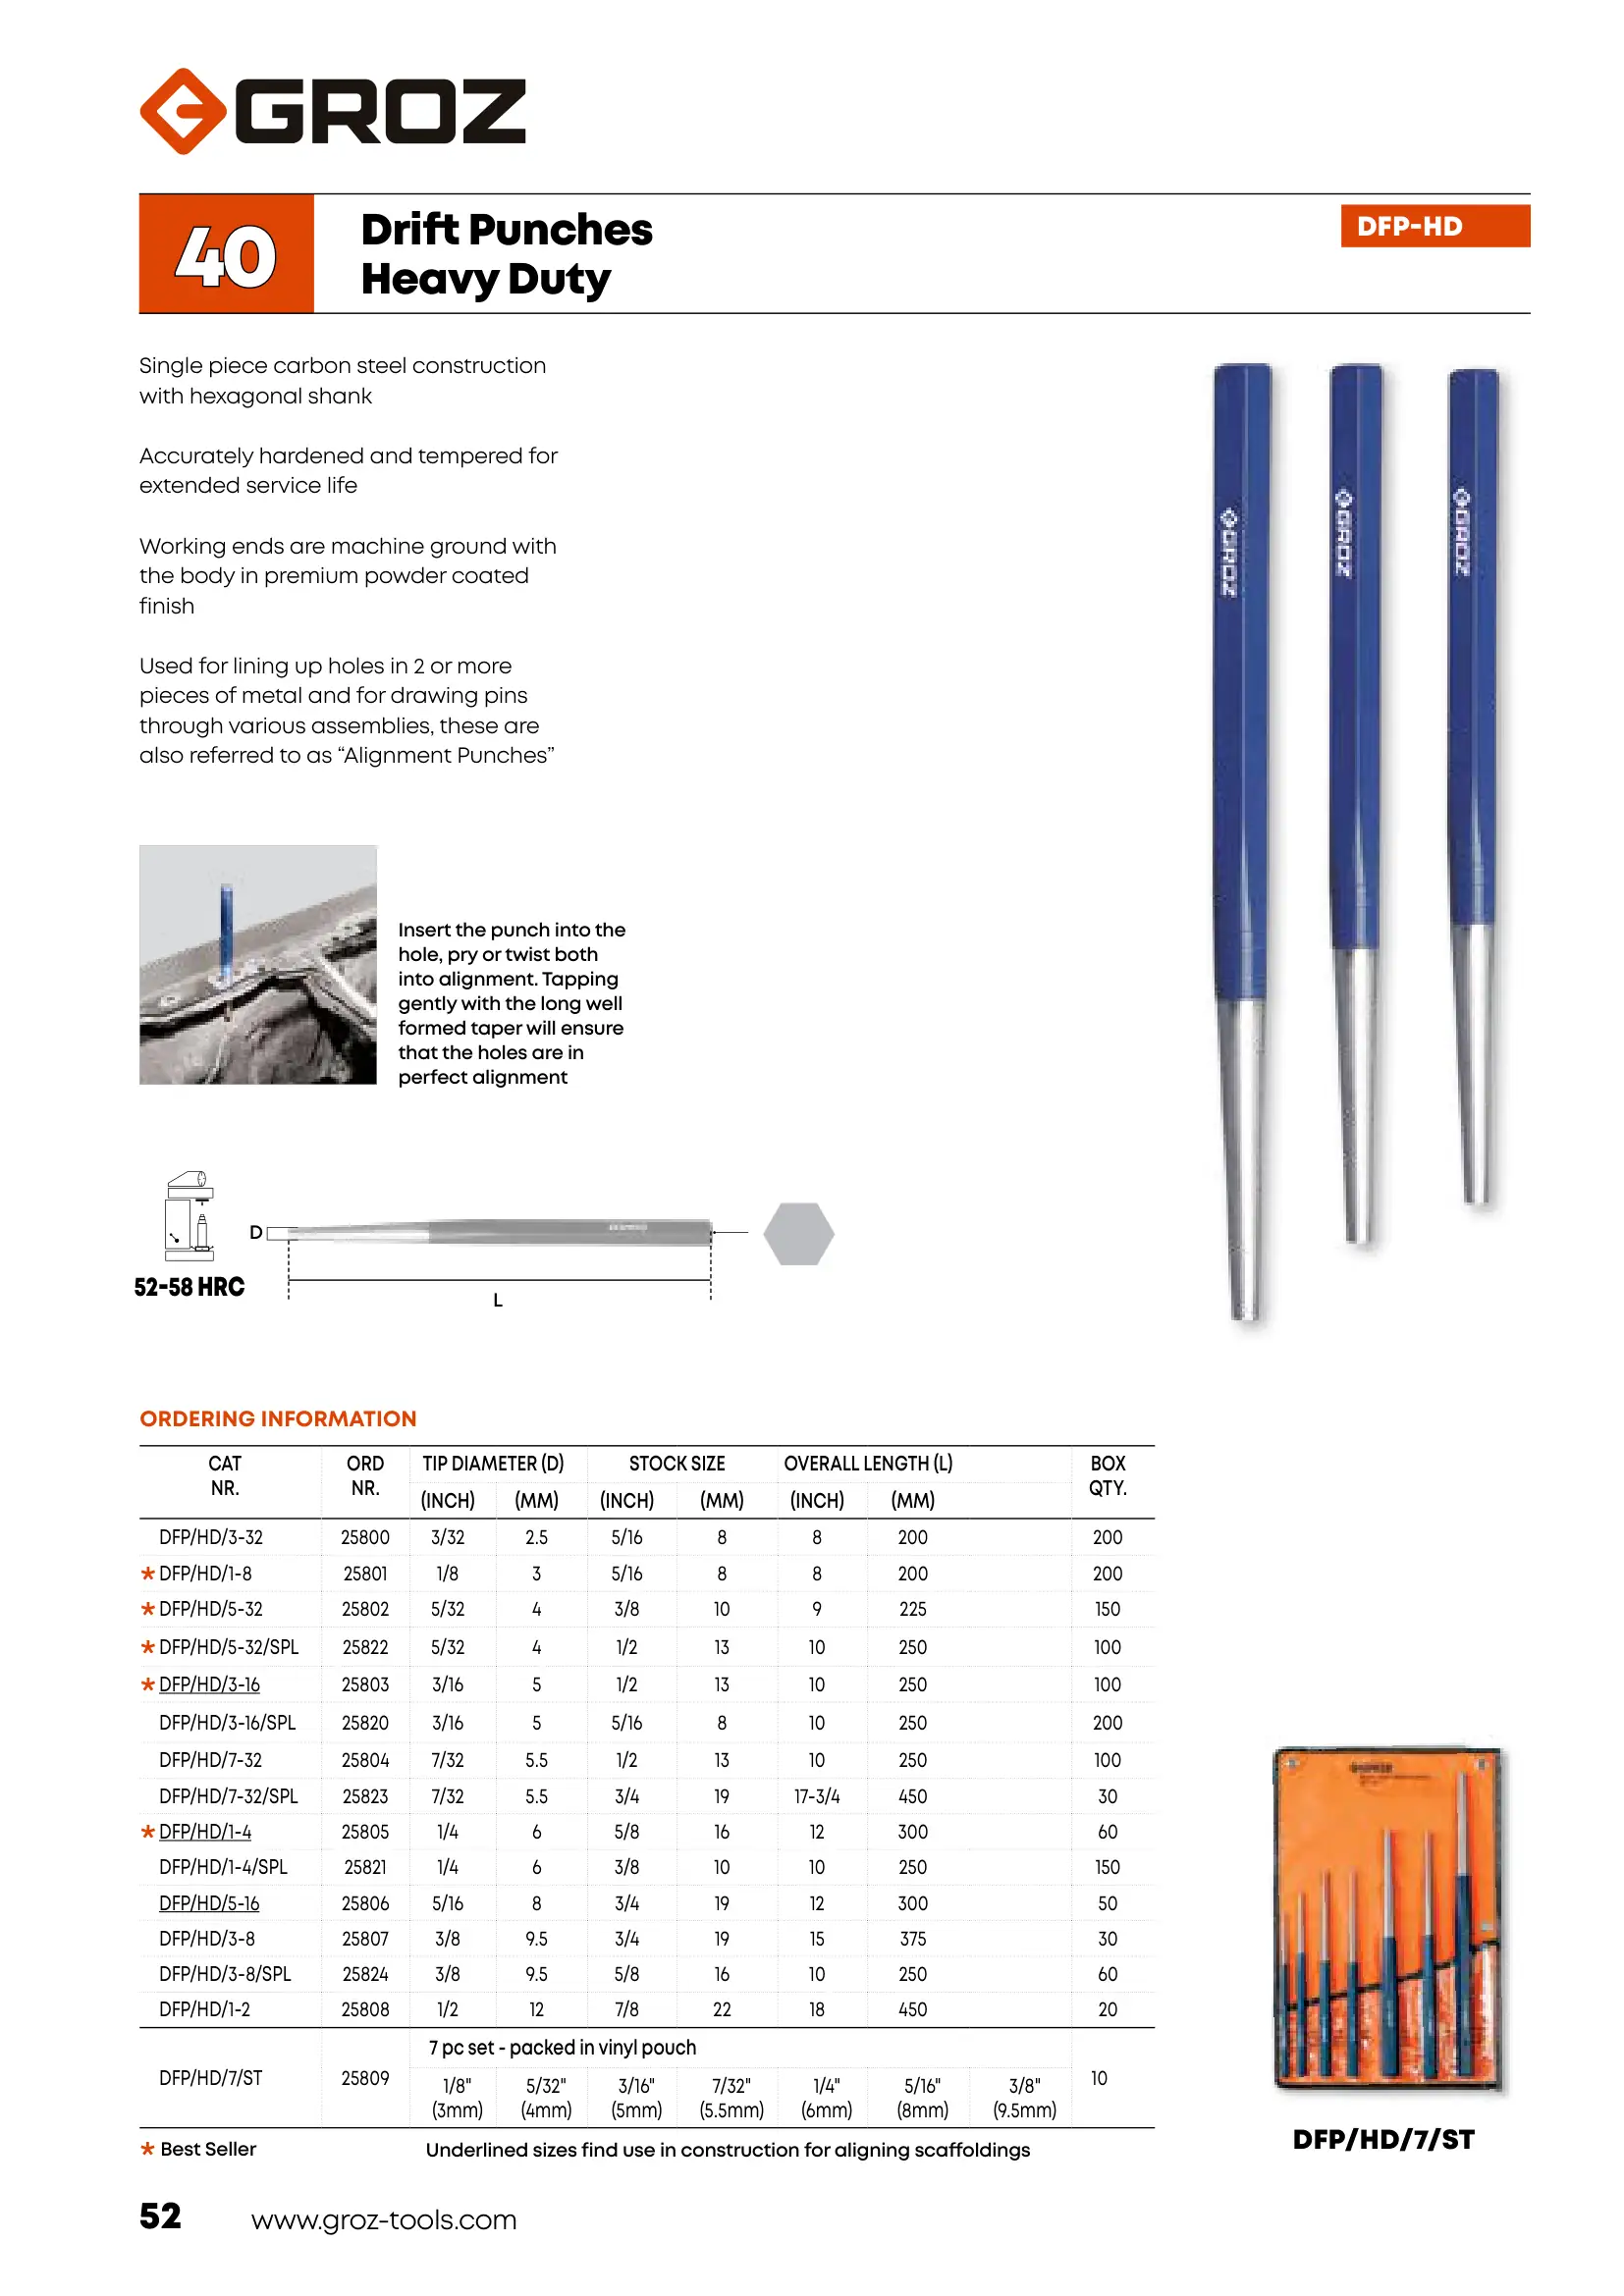 GROZ
40
Drift Punches
Heavy Duty
DFP-HD
Single piece carbon steel construction
with hexagonal shank
Accurately hardened and tempered for
extended service life
Working ends are machine ground with
the body in premium powder coated
finish
Used for lining up holes in 2 or more
pieces of metal and for drawing pins
through various assemblies, these are
also referred to as “Alignment Punches”
GROZ
GROZ
GROZ
Insert the punch into the
hole, pry or twist both
into alignment. Tapping
gently with the long well
formed taper will ensure
that the holes are in
perfect alignment
D
52-58 HRC
L
ORDERING INFORMATION
CAT NR. ORD NR. TIP DIAMETER (D) STOCK SIZE OVERALL LENGTH (L) BOX QTY.
(INCH) (MM) (INCH) (MM) (INCH) (MM)
DFP/HD/3-32 25800 3/32 2.5 5/16 8 8 200 200
* DFP/HD/1-8 25801 1/8 3 5/16 8 8 200 200
* DFP/HD/5-32 25802 5/32 4 3/8 10 9 225 150
* DFP/HD/5-32/SPL 25822 5/32 4 1/2 13 10 250 100
* DFP/HD/3-16 25803 3/16 5 1/2 13 10 250 100
DFP/HD/3-16/SPL 25820 3/16 5 5/16 8 10 250 200
DFP/HD/7-32 25804 7/32 5.5 1/2 13 10 250 100
DFP/HD/7-32/SPL 25823 7/32 5.5 3/4 19 17-3/4 450 30
* DFP/HD/1-4 25805 1/4 6 5/8 16 12 300 60
DFP/HD/1-4/SPL 25821 1/4 6 3/8 10 10 250 150
DFP/HD/5-16 25806 5/16 8 3/4 19 12 300 50
DFP/HD/3-8 25807 3/8 9.5 3/4 19 15 375 30
DFP/HD/3-8/SPL 25824 3/8 9.5 5/8 16 10 250 60
DFP/HD/1-2 25808 1/2 12 7/8 22 18 450 20
7 pc set - packed in vinyl pouch
DFP/HD/7/ST 25809 1/8" 5/32" 3/16" 7/32" 1/4" 5/16" 3/8" 10
(3mm) (4mm) (5mm) (5.5mm) (6mm) (8mm) (9.5mm)
* Best Seller Underlined sizes find use in construction for aligning scaffoldings
DFP/HD/7/ST
52 www.groz-tools.com